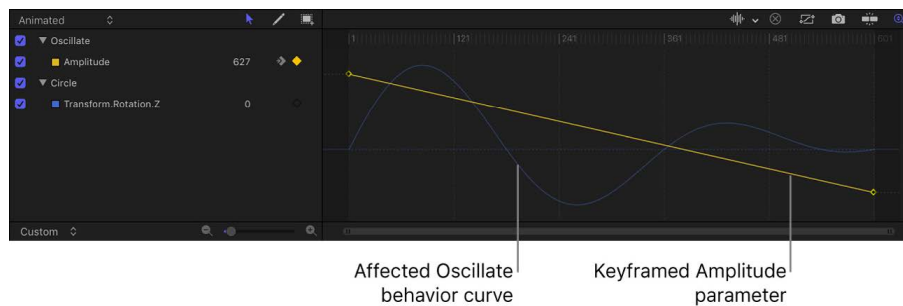 Animated
Oscillate
Amplitude 627
Circle
Transform.Rotation.Z 0
1 121 241 361 481 601
Custom
Affected Oscillate
behavior curve
Keyframed Amplitude
parameter